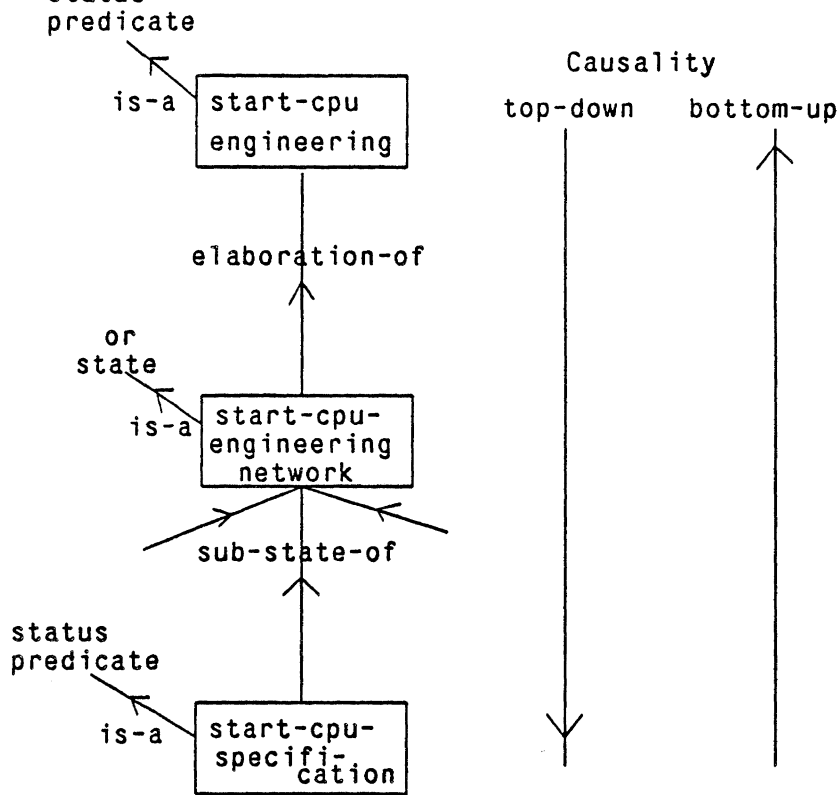 status
predicate
is-a
start-cpu
engineering
Causality
top-down bottom-up
elaboration-of
or
state
is-a
start-cpu-
engineering
network
sub-state-of
status
predicate
is-a
start-cpu-
specifi-
cation